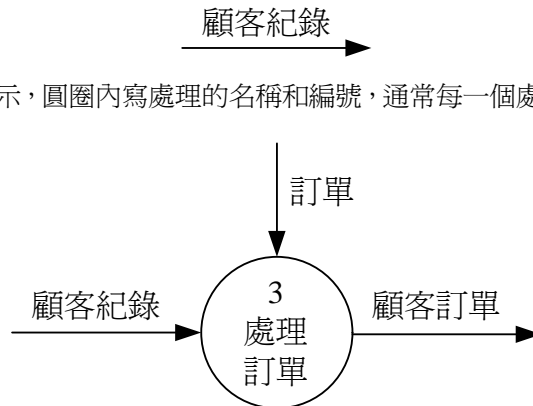 顧客紀錄
示，圓圈內寫處理的名稱和編號，通常每一個處
訂單
顧客紀錄
3
處理
訂單
顧客訂單